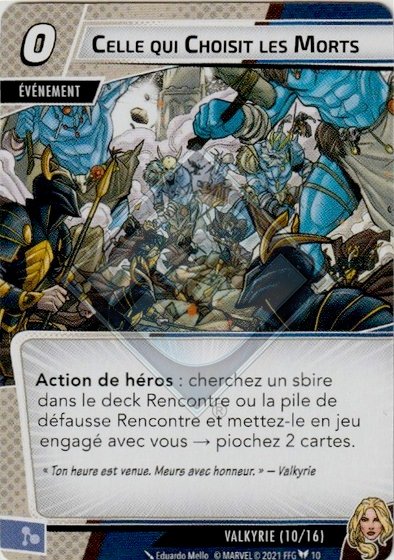 0
CELLE QUI CHOISIT LES MORTS
ÉVÉNEMENT
Action de héros : cherchez un sbire
dans le deck Rencontre ou la pile de
défausse Rencontre et mettez-le en jeu
engagé avec vous → piochez 2 cartes.
« Ton heure est venue. Meurs avec honneur. » — Valkyrie
VALKYRIE (10/16)
Eduardo Mello © MARVEL © 2021 FFG 10